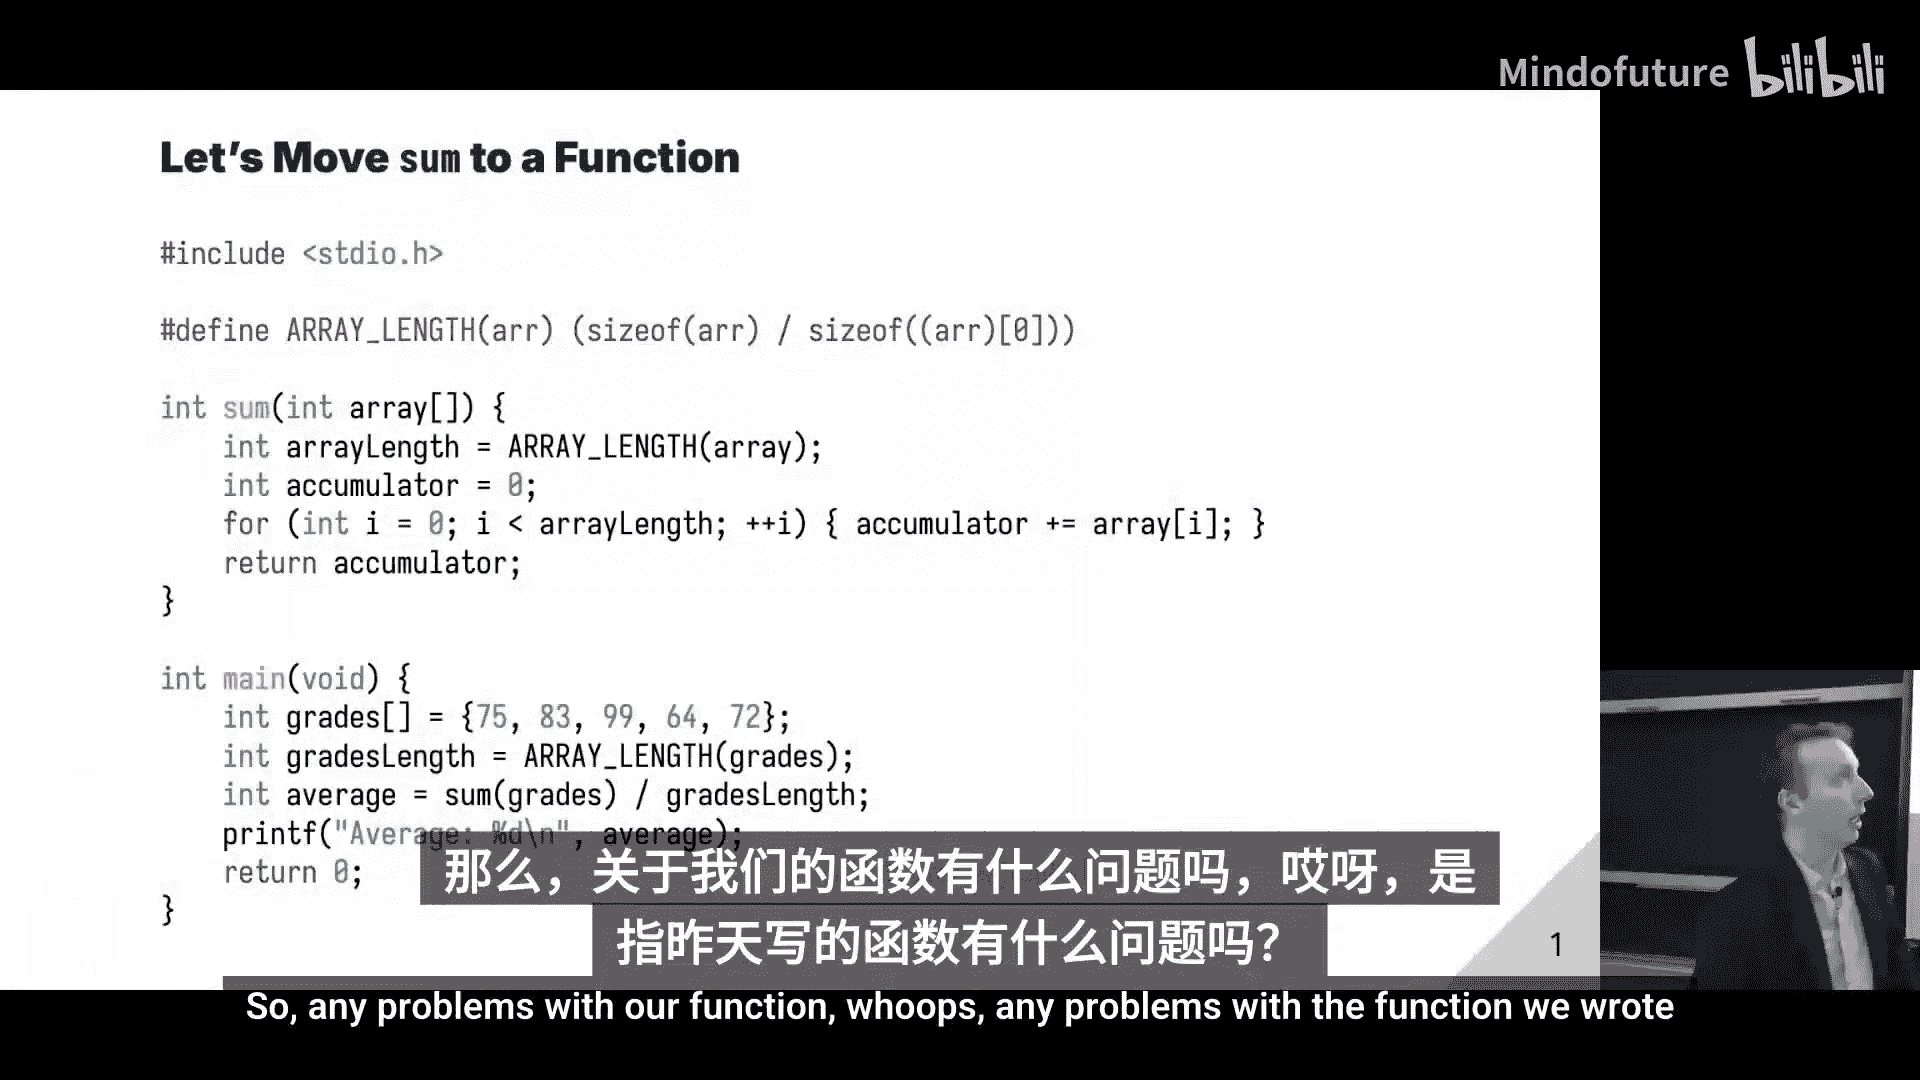 Mindofuture bilibili
Let's Move sum to a Function
#include <stdio.h>
#define ARRAY_LENGTH(arr) (sizeof(arr) / sizeof((arr)[0]))
int sum(int array[]) {
    int arrayLength = ARRAY_LENGTH(array);
    int accumulator = 0;
    for (int i = 0; i < arrayLength; ++i) { accumulator += array[i]; }
    return accumulator;
}
int main(void) {
    int grades[] = {75, 83, 99, 64, 72};
    int gradesLength = ARRAY_LENGTH(grades);
    int average = sum(grades) / gradesLength;
    printf("Average: %d\n", average);
    return 0;
}
那么，关于我们的函数有什么问题吗，哎呀，是
指昨天写的函数有什么问题吗？
1
So, any problems with our function, whoops, any problems with the function we wrote